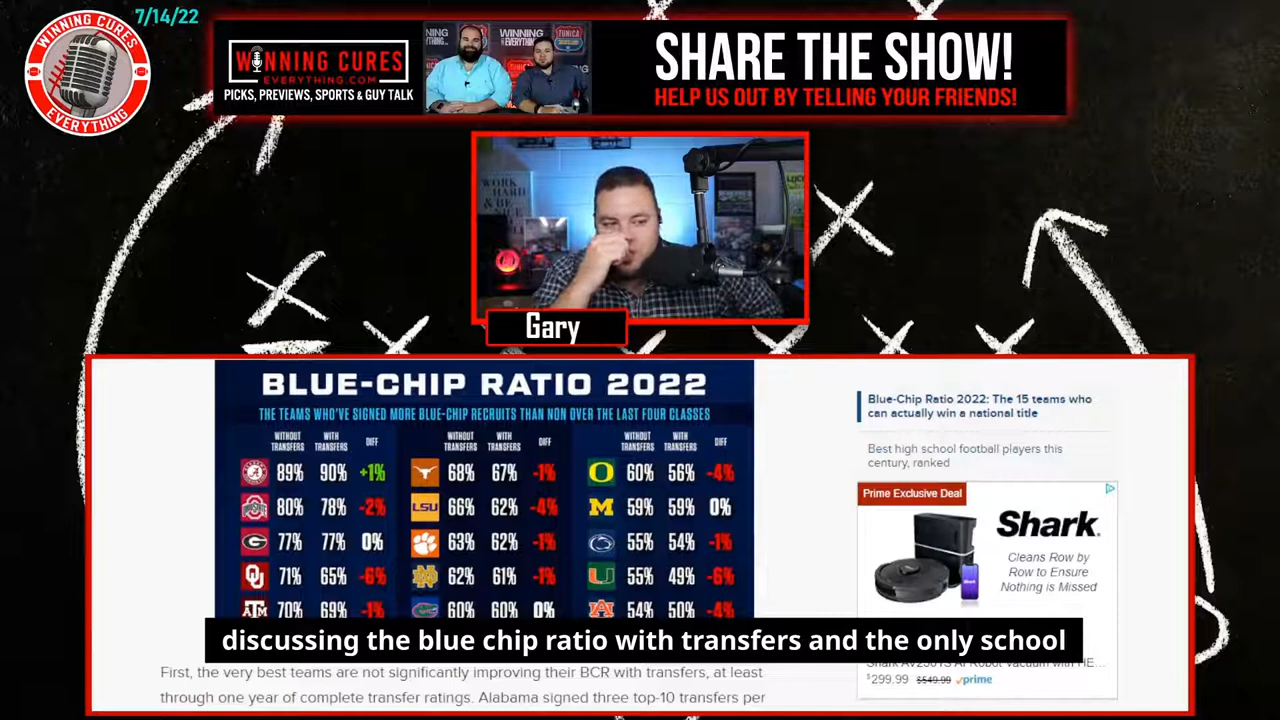 7/14/22
WINNING CURES
EVERYTHING
WINNING CURES
EVERYTHING.COM
PICKS, PREVIEWS, SPORTS & GUY TALK
SHARE THE SHOW!
HELP US OUT BY TELLING YOUR FRIENDS!
Gary
BLUE-CHIP RATIO 2022
THE TEAMS WHO'VE SIGNED MORE BLUE-CHIP RECRUITS THAN NON OVER THE LAST FOUR CLASSES
WITHOUT TRANSFERS WITH TRANSFERS DIFF WITHOUT TRANSFERS WITH TRANSFERS DIFF WITHOUT TRANSFERS WITH TRANSFERS DIFF
89% 90% +1% 68% 67% -1% 60% 56% -4%
80% 78% -2% LSU 66% 62% -4% 59% 59% 0%
77% 77% 0% 63% 62% -1% 55% 54% -1%
71% 65% -6% 62% 61% -1% 55% 49% -6%
70% 69% -1% 60% 60% 0% 54% 50% -4%
Blue-Chip Ratio 2022: The 15 teams who
can actually win a national title
Best high school football players this
century, ranked
Prime Exclusive Deal
Shark.
Cleans Row by
Row to Ensure
Nothing is Missed
$299.99 $549.99 prime
discussing the blue chip ratio with transfers and the only school
First, the very best teams are not significantly improving their BCR with transfers, at least
through one year of complete transfer ratings. Alabama signed three top-10 transfers per